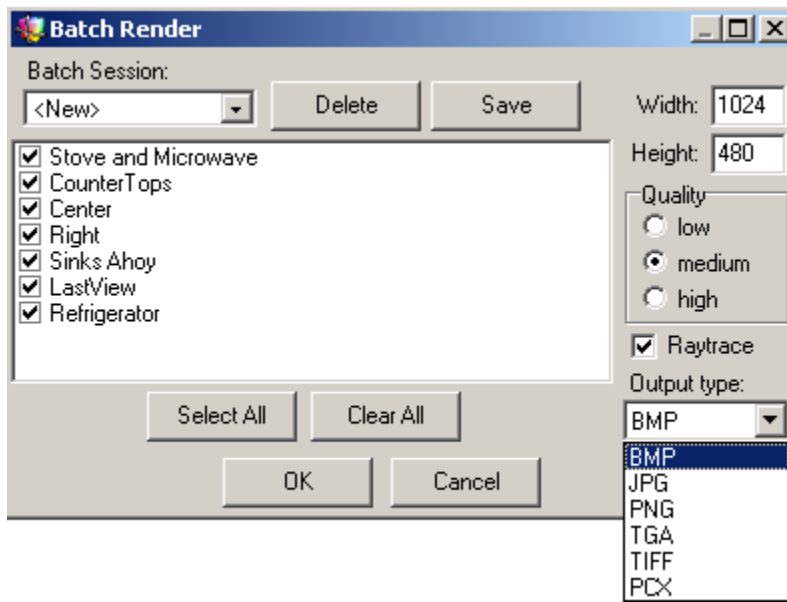 Batch Render
Batch Session:
<New>
Delete
Save
Width: 1024
Height: 480
Stove and Microwave
CounterTops
Center
Right
Sinks Ahoy
LastView
Refrigerator
Quality
low
medium
high
Raytrace
Output type:
BMP
BMP
JPG
PNG
TGA
TIFF
PCX
Select All
Clear All
OK
Cancel